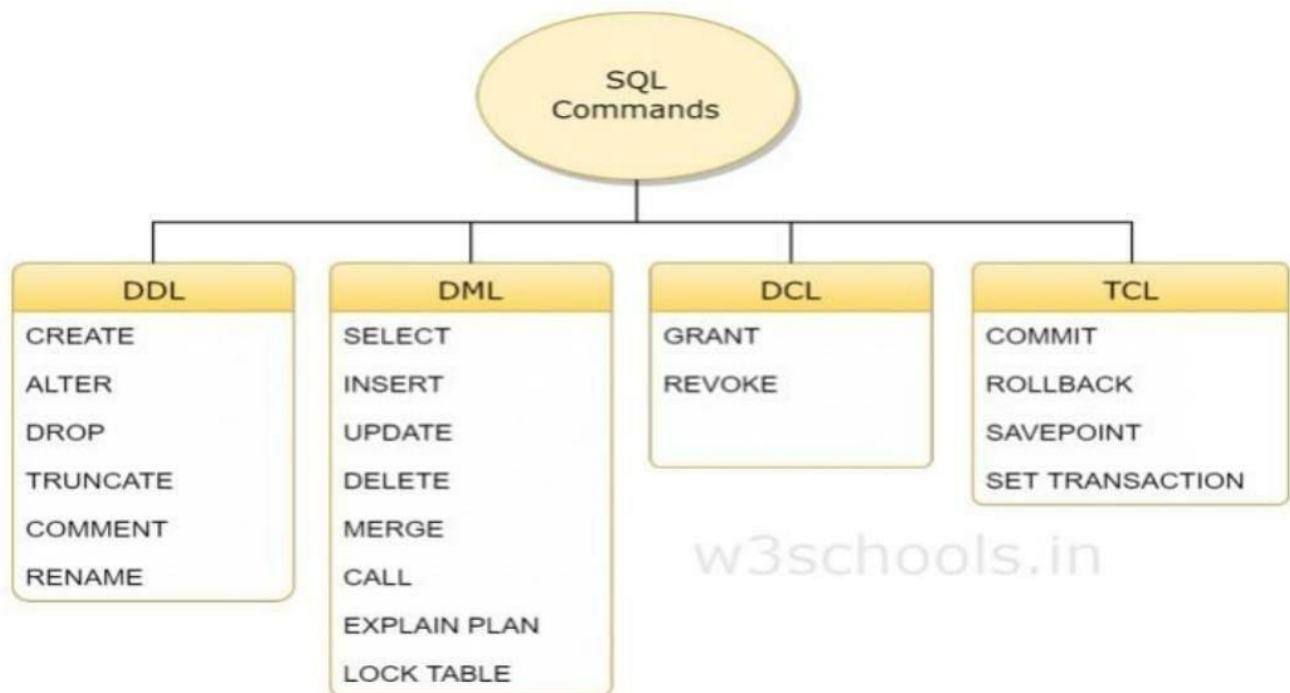 SQL
Commands
DDL
CREATE
ALTER
DROP
TRUNCATE
COMMENT
RENAME
DML
SELECT
INSERT
UPDATE
DELETE
MERGE
CALL
EXPLAIN PLAN
LOCK TABLE
DCL
GRANT
REVOKE
TCL
COMMIT
ROLLBACK
SAVEPOINT
SET TRANSACTION
w3schools.in